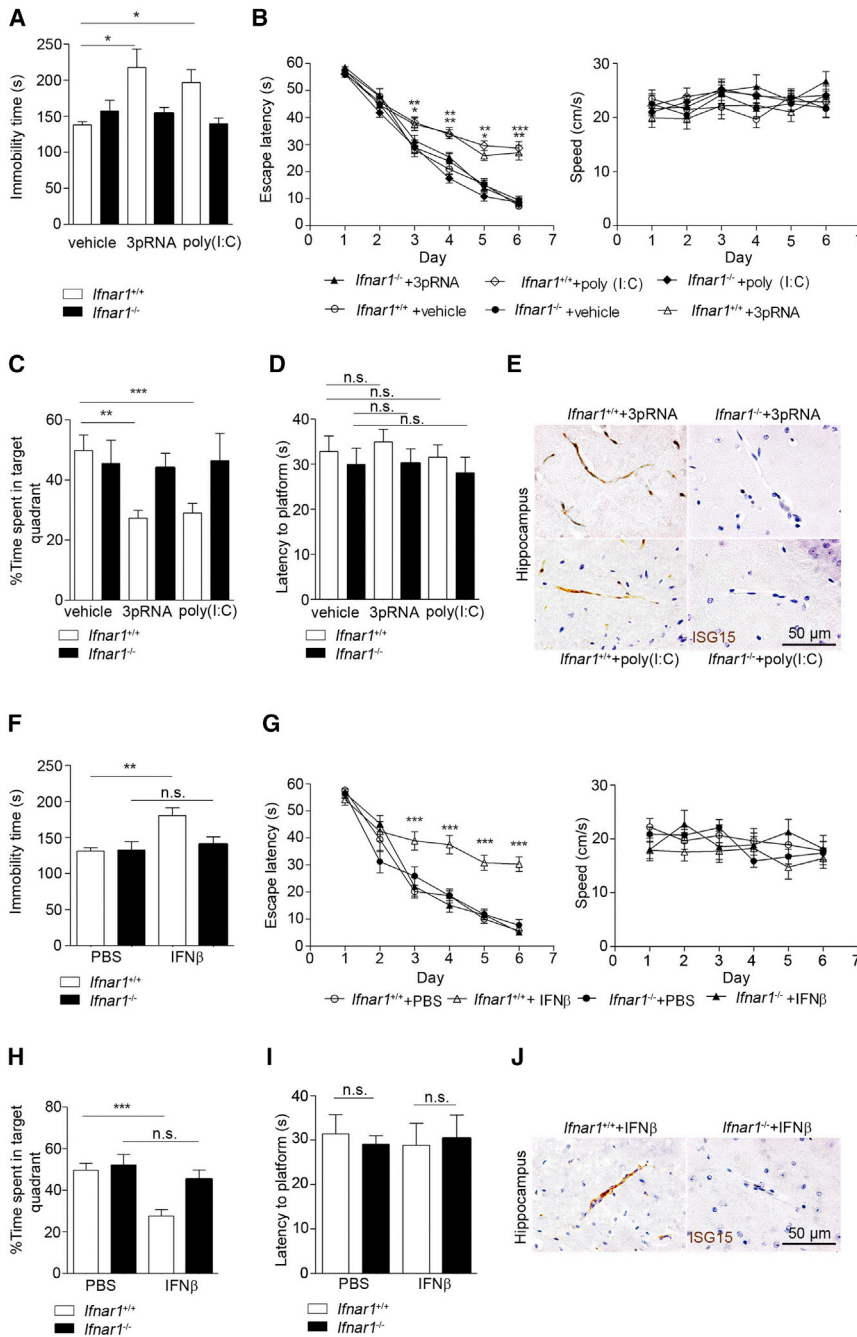 A
*
*
Immobility time (s)
250
200
150
100
50
0
vehicle 3pRNA poly(I:C)
Ifnar1+/+
Ifnar1-/-
B
Escape latency (s)
60
50
40
30
20
10
0
**
*
**
**
**
*
***
**
0 1 2 3 4 5 6 7
Day
Speed (cm/s)
30
20
10
0
0 1 2 3 4 5 6 7
Day
Ifnar1-/-+3pRNA Ifnar1+/++poly (I:C) Ifnar1-/-+poly (I:C)
Ifnar1+/+ +vehicle Ifnar1-/- +vehicle Ifnar1+/++3pRNA
C
***
**
%Time spent in target
quadrant
60
40
20
0
vehicle 3pRNA poly(I:C)
Ifnar1+/+
Ifnar1-/-
D
n.s.
n.s.
n.s.
n.s.
Latency to platform (s)
40
30
20
10
0
vehicle 3pRNA poly(I:C)
Ifnar1+/+
Ifnar1-/-
E
Ifnar1+/++3pRNA Ifnar1-/-+3pRNA
Hippocampus
ISG15
50 µm
Ifnar1+/++poly(I:C) Ifnar1-/-+poly(I:C)
F
**
n.s.
Immobility time (s)
250
200
150
100
50
0
PBS IFNβ
Ifnar1+/+
Ifnar1-/-
G
Escape latency (s)
60
50
40
30
20
10
0
*** *** *** ***
0 1 2 3 4 5 6 7
Day
Speed (cm/s)
30
20
10
0
0 1 2 3 4 5 6 7
Day
Ifnar1+/++PBS Ifnar1+/++ IFNβ Ifnar1-/-+PBS Ifnar1-/- +IFNβ
H
***
n.s.
%Time spent in target
quadrant
80
60
40
20
0
PBS IFNβ
Ifnar1+/+
Ifnar1-/-
I
n.s. n.s.
Latency to platform (s)
40
30
20
10
0
PBS IFNβ
Ifnar1+/+
Ifnar1-/-
J
Ifnar1+/++IFNβ Ifnar1-/-+IFNβ
Hippocampus
ISG15
50 µm